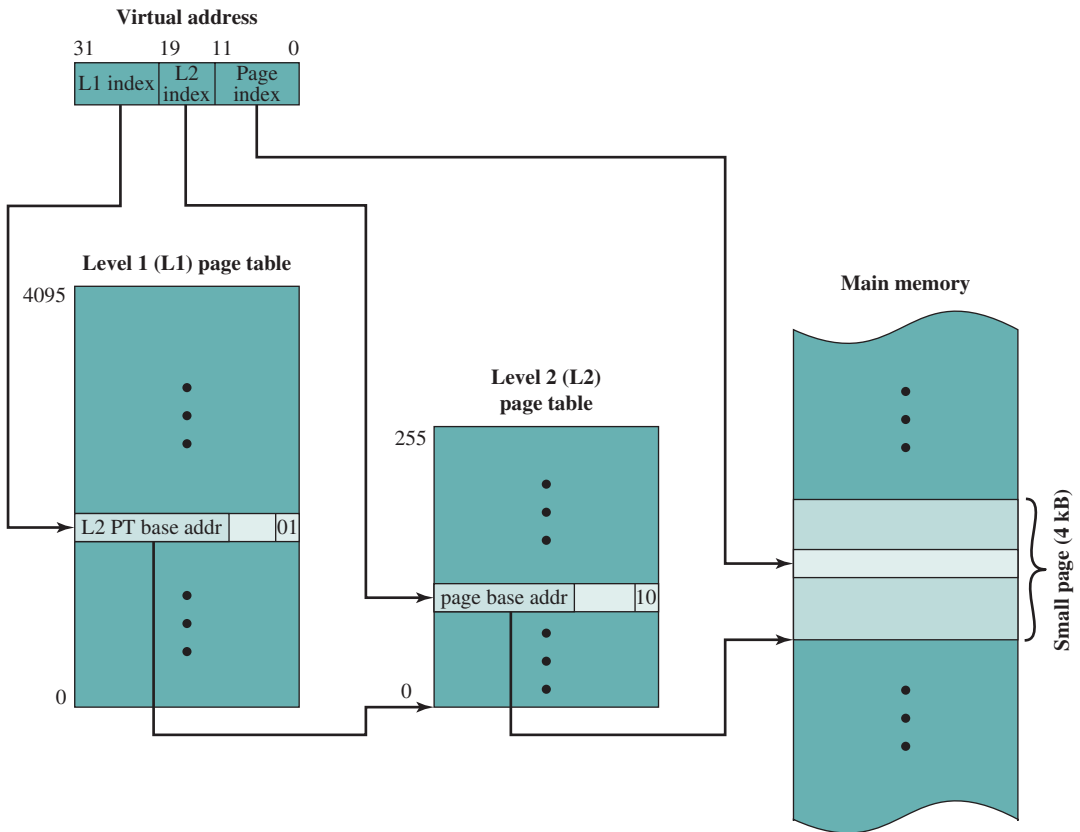 Virtual address
31 19 11 0
L1 index
L2
index
Page
index
Level 1 (L1) page table
4095
L2 PT base addr 01
0
Level 2 (L2)
page table
255
page base addr 10
0
Main memory
Small page (4 kB)